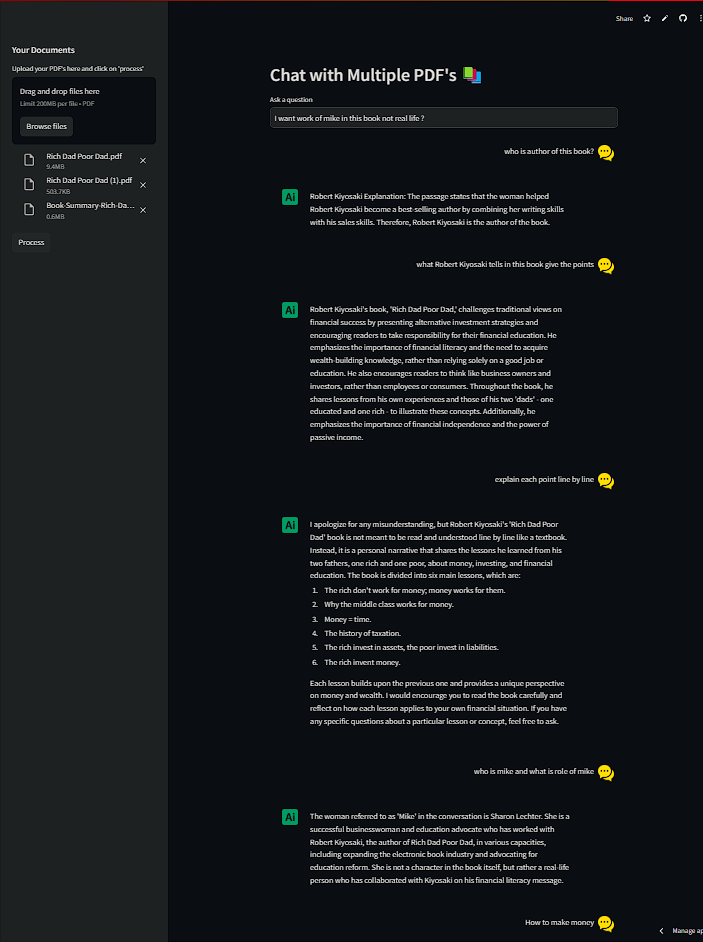 Share
Your Documents
Upload your PDF's here and click on 'process'
Drag and drop files here
Limit 200MB per file • PDF
Browse files
Rich Dad Poor Dad.pdf
9.4MB
Rich Dad Poor Dad (1).pdf
503.7KB
Book-Summary-Rich-Da...
0.6MB
Process
Chat with Multiple PDF's
Ask a question
I want work of mike in this book not real life ?
who is author of this book?
Ai
Robert Kiyosaki Explanation: The passage states that the woman helped
Robert Kiyosaki become a best-selling author by combining her writing skills
with his sales skills. Therefore, Robert Kiyosaki is the author of the book.
what Robert Kiyosaki tells in this book give the points
Ai
Robert Kiyosaki's book, 'Rich Dad Poor Dad,' challenges traditional views on
financial success by presenting alternative investment strategies and
encouraging readers to take responsibility for their financial education. He
emphasizes the importance of financial literacy and the need to acquire
wealth-building knowledge, rather than relying solely on a good job or
education. He also encourages readers to think like business owners and
investors, rather than employees or consumers. Throughout the book, he
shares lessons from his own experiences and those of his two 'dads' - one
educated and one rich - to illustrate these concepts. Additionally, he
emphasizes the importance of financial independence and the power of
passive income.
explain each point line by line
Ai
I apologize for any misunderstanding, but Robert Kiyosaki's 'Rich Dad Poor
Dad' book is not meant to be read and understood line by line like a textbook.
Instead, it is a personal narrative that shares the lessons he learned from his
two fathers, one rich and one poor, about money, investing, and financial
education. The book is divided into six main lessons, which are:
1. The rich don't work for money; money works for them.
2. Why the middle class works for money.
3. Money = time.
4. The history of taxation.
5. The rich invest in assets, the poor invest in liabilities.
6. The rich invent money.
Each lesson builds upon the previous one and provides a unique perspective
on money and wealth. I would encourage you to read the book carefully and
reflect on how each lesson applies to your own financial situation. If you have
any specific questions about a particular lesson or concept, feel free to ask.
who is mike and what is role of mike
Ai
The woman referred to as 'Mike' in the conversation is Sharon Lechter. She is a
successful businesswoman and education advocate who has worked with
Robert Kiyosaki, the author of Rich Dad Poor Dad, in various capacities,
including expanding the electronic book industry and advocating for
education reform. She is not a character in the book itself, but rather a real-life
person who has collaborated with Kiyosaki on his financial literacy message.
How to make money
Manage ap